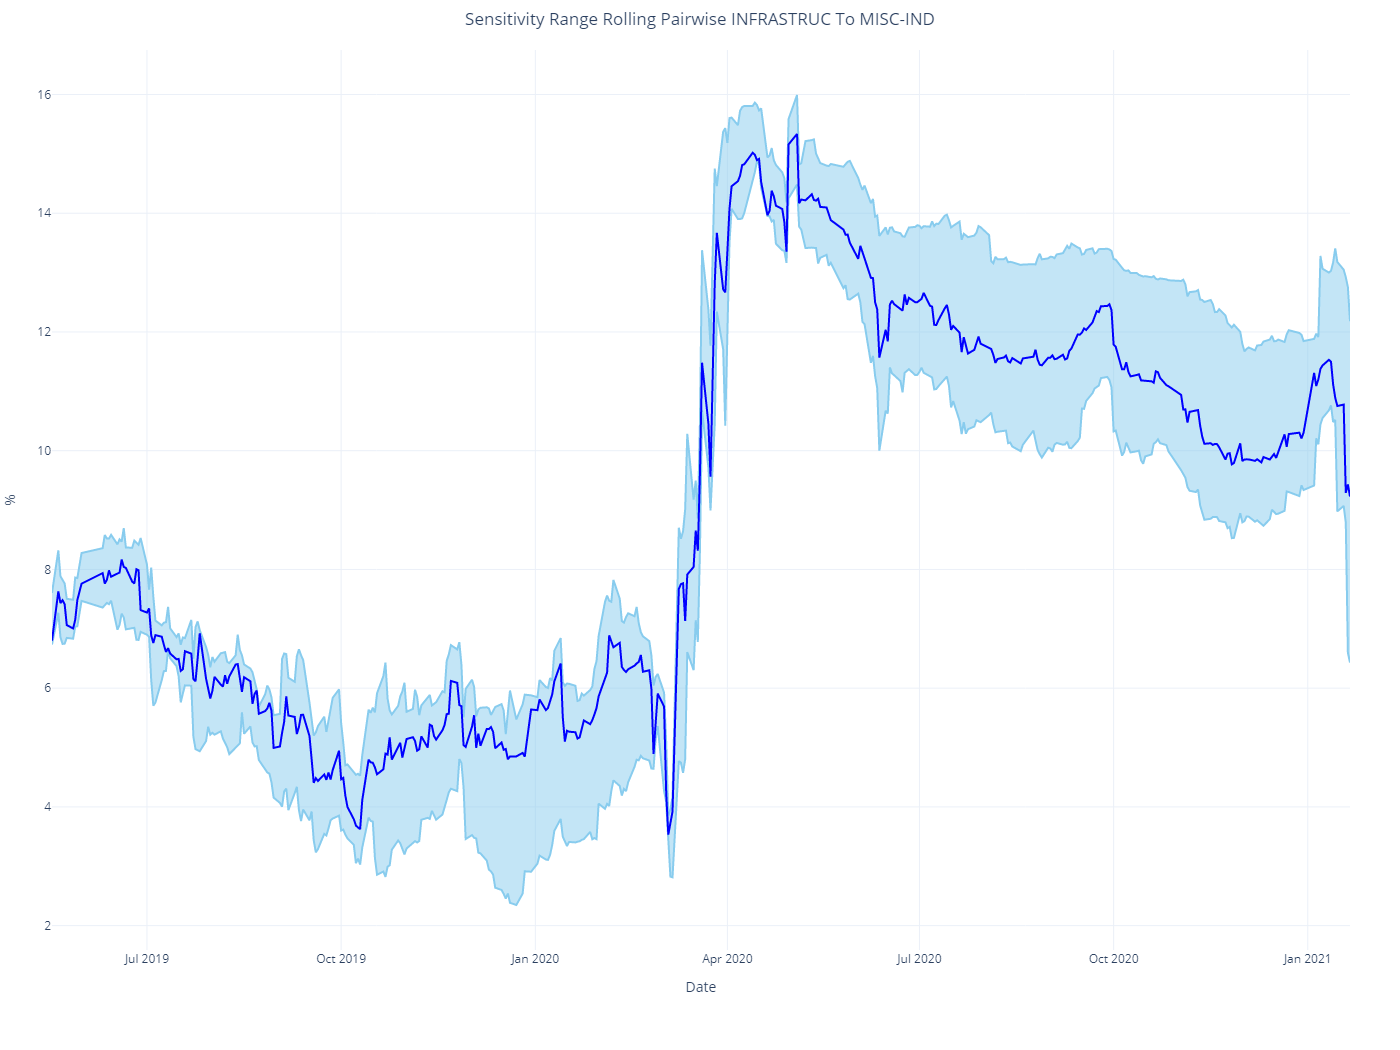 Sensitivity Range Rolling Pairwise INFRASTRUC To MISC-IND
16
14
12
10
8
6
4
2
%
Jul 2019
Oct 2019
Jan 2020
Apr 2020
Jul 2020
Oct 2020
Jan 2021
Date